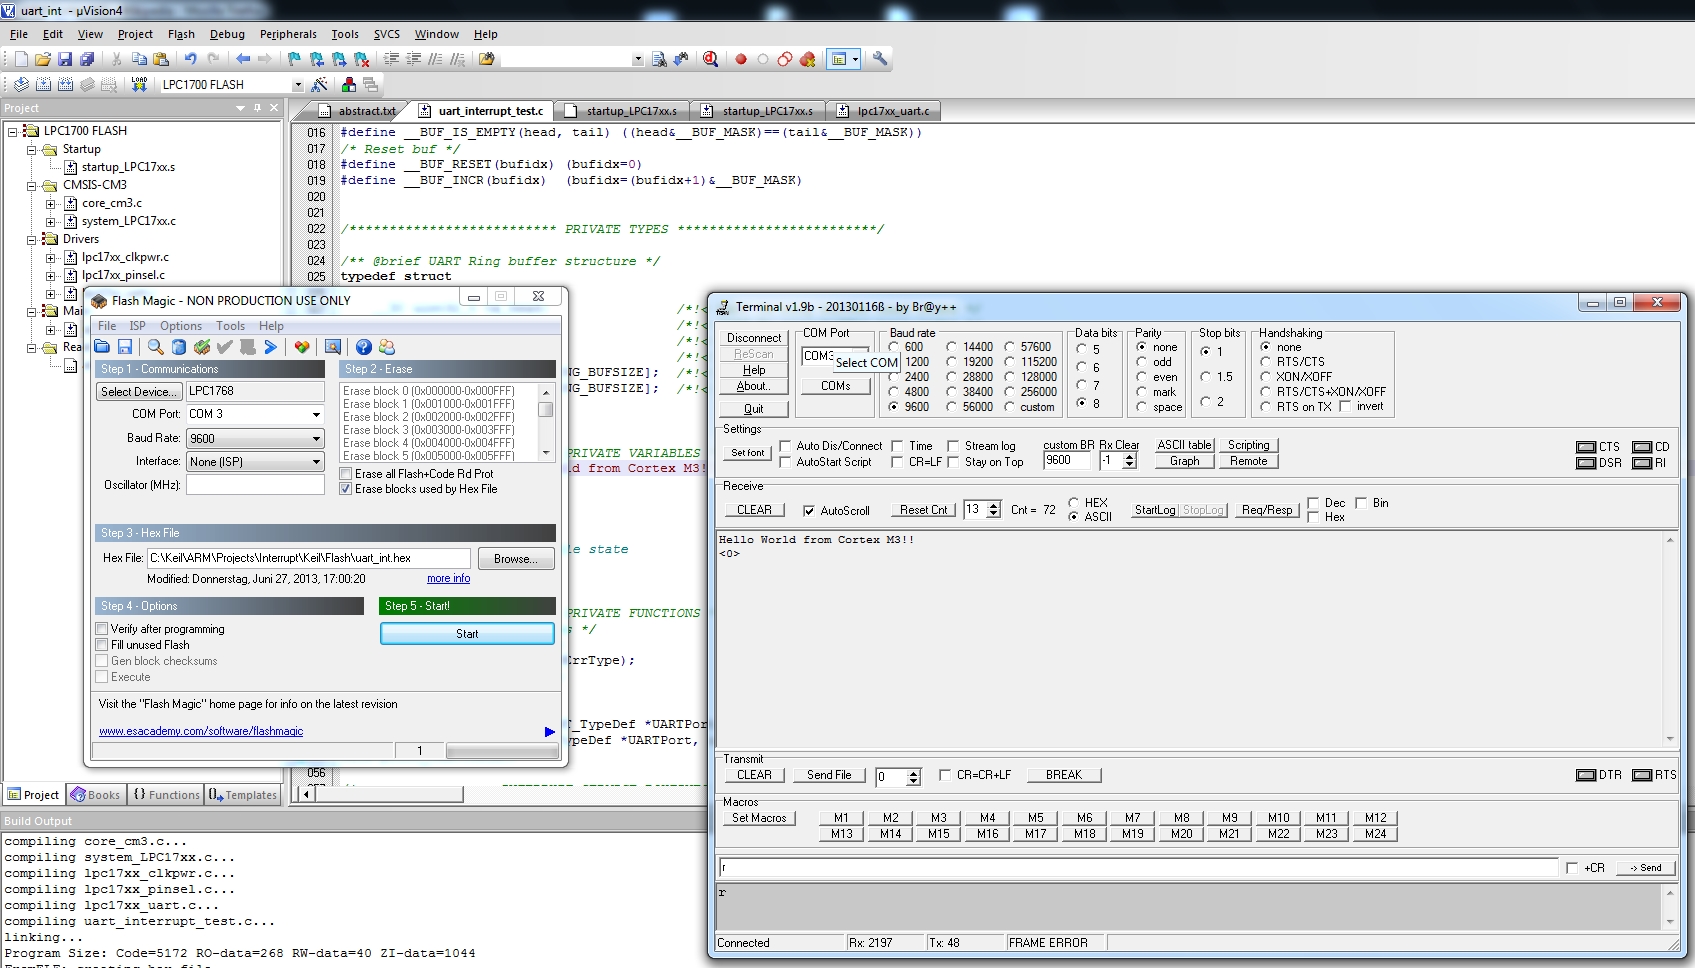 uart_int - µVision4
File Edit View Project Flash Debug Peripherals Tools SVCS Window Help
LOAD LPC1700 FLASH
Project
LPC1700 FLASH
Startup
startup_LPC17xx.s
CMSIS-CM3
core_cm3.c
system_LPC17xx.c
Drivers
lpc17xx_clkpwr.c
lpc17xx_pinsel.c
Mai
Rea
Project Books Functions Templates
abstract.txt uart_interrupt_test.c startup_LPC17xx.s startup_LPC17xx.s lpc17xx_uart.c
016 #define __BUF_IS_EMPTY(head, tail) ((head&__BUF_MASK)==(tail&__BUF_MASK))
017 /* Reset buf */
018 #define __BUF_RESET(bufidx) (bufidx=0)
019 #define __BUF_INCR(bufidx) (bufidx=(bufidx+1)&__BUF_MASK)
020
021
022 /************************** PRIVATE TYPES *************************/
023
024 /** @brief UART Ring buffer structure */
025 typedef struct
/*!<
/*!<
/*!<
/*!<
NG_BUFSIZE]; /*!<
NG_BUFSIZE]; /*!<
PRIVATE VARIABLES
ld from Cortex M3!
le state
PRIVATE FUNCTIONS
s */
ErrType);
C_TypeDef *UARTPor
ypeDef *UARTPort,
056
Flash Magic - NON PRODUCTION USE ONLY
File ISP Options Tools Help
Step 1 - Communications
Select Device... LPC1768
COM Port: COM 3
Baud Rate: 9600
Interface: None (ISP)
Oscillator (MHz):
Step 2 - Erase
Erase block 0 (0x000000-0x000FFF)
Erase block 1 (0x001000-0x001FFF)
Erase block 2 (0x002000-0x002FFF)
Erase block 3 (0x003000-0x003FFF)
Erase block 4 (0x004000-0x004FFF)
Erase block 5 (0x005000-0x005FFF)
Erase all Flash+Code Rd Prot
Erase blocks used by Hex File
Step 3 - Hex File
Hex File: C:\Keil\ARM\Projects\Interrupt\Keil\Flash\uart_int.hex Browse...
Modified: Donnerstag, Juni 27, 2013, 17:00:20 more info
Step 4 - Options
Verify after programming
Fill unused Flash
Gen block checksums
Execute
Step 5 - Start!
Start
Visit the "Flash Magic" home page for info on the latest revision
www.esacademy.com/software/flashmagic
1
Terminal v1.9b - 20130116ß - by Br@y++
Disconnect
ReScan
Help
About..
Quit
COM Port
COM3
Select COM
COMs
Baud rate
600 14400 57600
1200 19200 115200
2400 28800 128000
4800 38400 256000
9600 56000 custom
Data bits
5
6
7
8
Parity
none
odd
even
mark
space
Stop bits
1
1.5
2
Handshaking
none
RTS/CTS
XON/XOFF
RTS/CTS+XON/XOFF
RTS on TX invert
Settings
Set font
Auto Dis/Connect Time Stream log custom BR Rx Clear ASCII table Scripting CTS CD
AutoStart Script CR=LF Stay on Top 9600 -1 Graph Remote DSR RI
Receive
CLEAR AutoScroll Reset Cnt 13 Cnt = 72 HEX ASCII StartLog StopLog Req/Resp Dec Bin Hex
Hello World from Cortex M3!!
<0>
Transmit
CLEAR Send File 0 CR=CR+LF BREAK DTR RTS
Macros
Set Macros M1 M2 M3 M4 M5 M6 M7 M8 M9 M10 M11 M12
M13 M14 M15 M16 M17 M18 M19 M20 M21 M22 M23 M24
r +CR -> Send
r
Connected Rx: 2197 Tx: 48 FRAME ERROR
Build Output
compiling core_cm3.c...
compiling system_LPC17xx.c...
compiling lpc17xx_clkpwr.c...
compiling lpc17xx_pinsel.c...
compiling lpc17xx_uart.c...
compiling uart_interrupt_test.c...
linking...
Program Size: Code=5172 RO-data=268 RW-data=40 ZI-data=1044